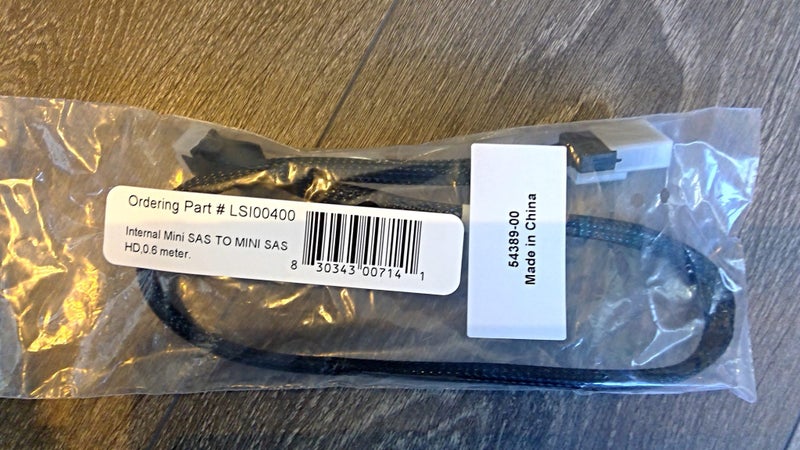 Ordering Part # LSI00400
Internal Mini SAS TO MINI SAS
HD,0.6 meter.
8 30343 00714 1
54389-00
Made in China